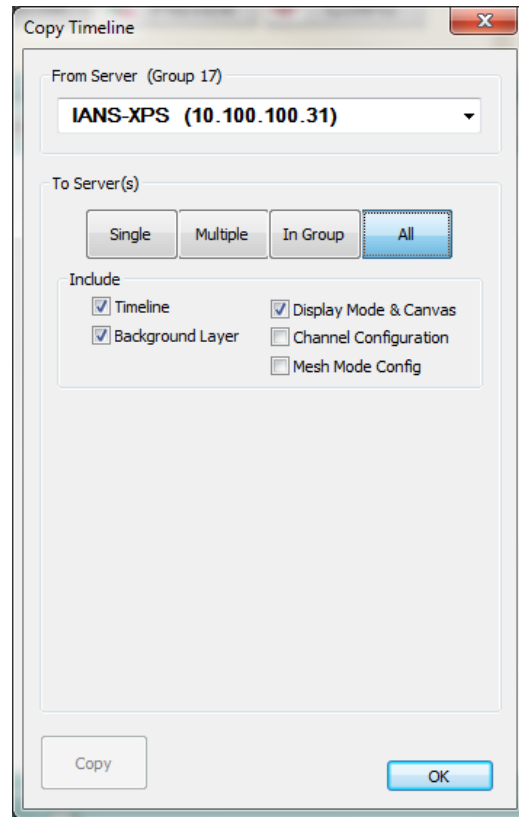 Copy Timeline
From Server (Group 17)
IANS-XPS (10.100.100.31)
To Server(s)
Single Multiple In Group All
Include
Timeline Display Mode & Canvas
Background Layer Channel Configuration
Mesh Mode Config
Copy
OK